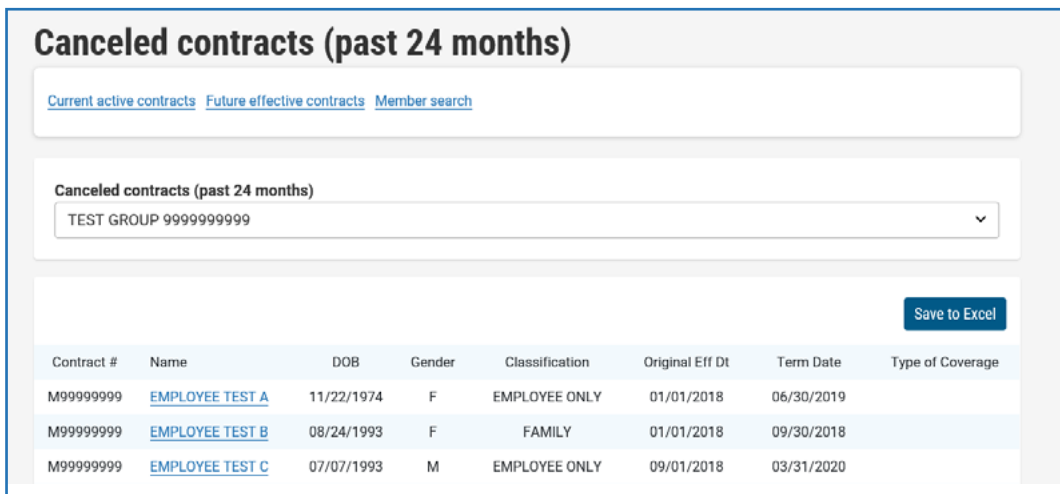 Canceled contracts (past 24 months)
Current active contracts Future effective contracts Member search
Canceled contracts (past 24 months)
TEST GROUP 9999999999
Save to Excel
Contract # Name DOB Gender Classification Original Eff Dt Term Date Type of Coverage
M99999999 EMPLOYEE TEST A 11/22/1974 F EMPLOYEE ONLY 01/01/2018 06/30/2019
M99999999 EMPLOYEE TEST B 08/24/1993 F FAMILY 01/01/2018 09/30/2018
M99999999 EMPLOYEE TEST C 07/07/1993 M EMPLOYEE ONLY 09/01/2018 03/31/2020